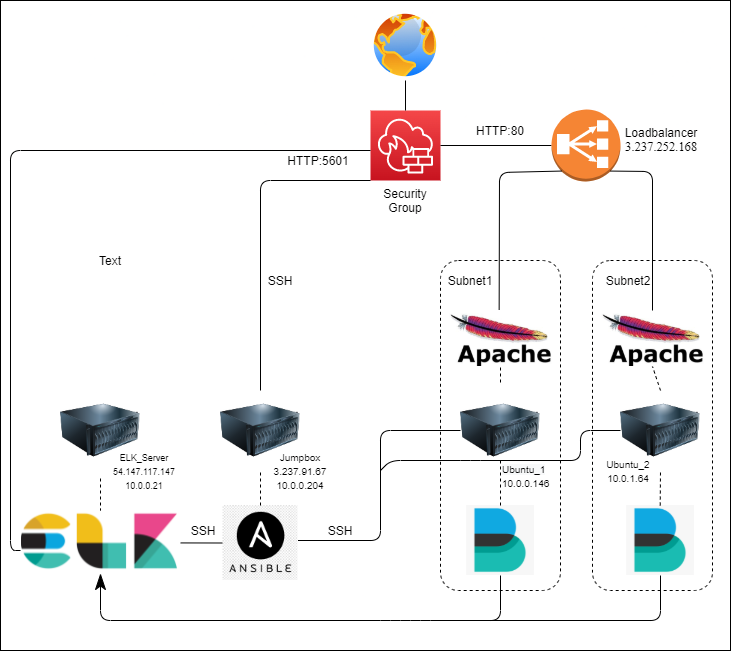 HTTP:80
Loadbalancer
3.237.252.168
HTTP:5601
Security
Group
Text
SSH
Subnet1
Subnet2
Apache
Apache
ELK_Server
54.147.117.147
10.0.0.21
Jumpbox
3.237.91.67
10.0.0.204
Ubuntu_1
10.0.0.146
Ubuntu_2
10.0.1.64
SSH
SSH
ANSIBLE